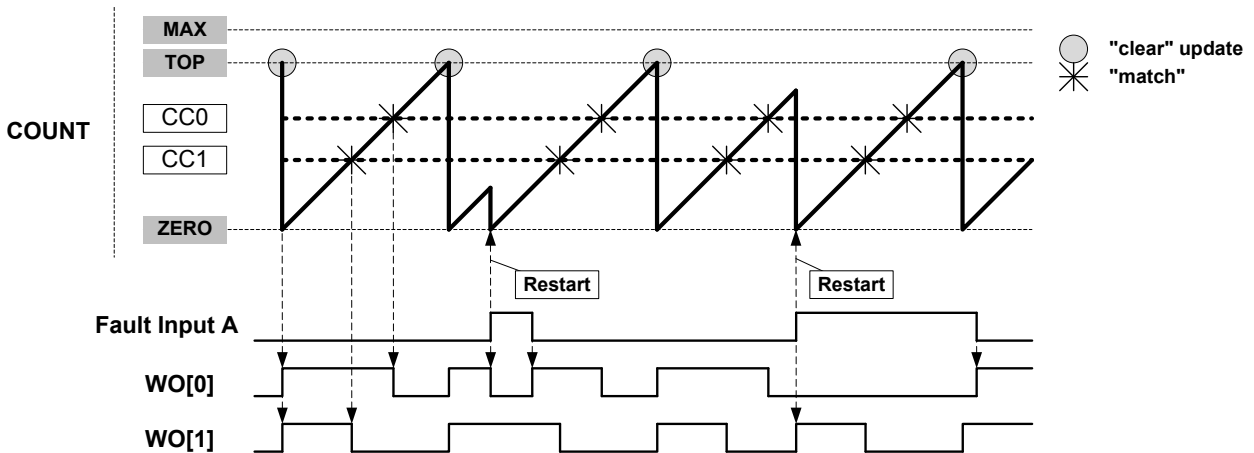 MAX
"clear" update
TOP
"match"
CC0
COUNT
CC1
ZERO
Restart
Restart
Fault Input A
WO[0]
WO[1]